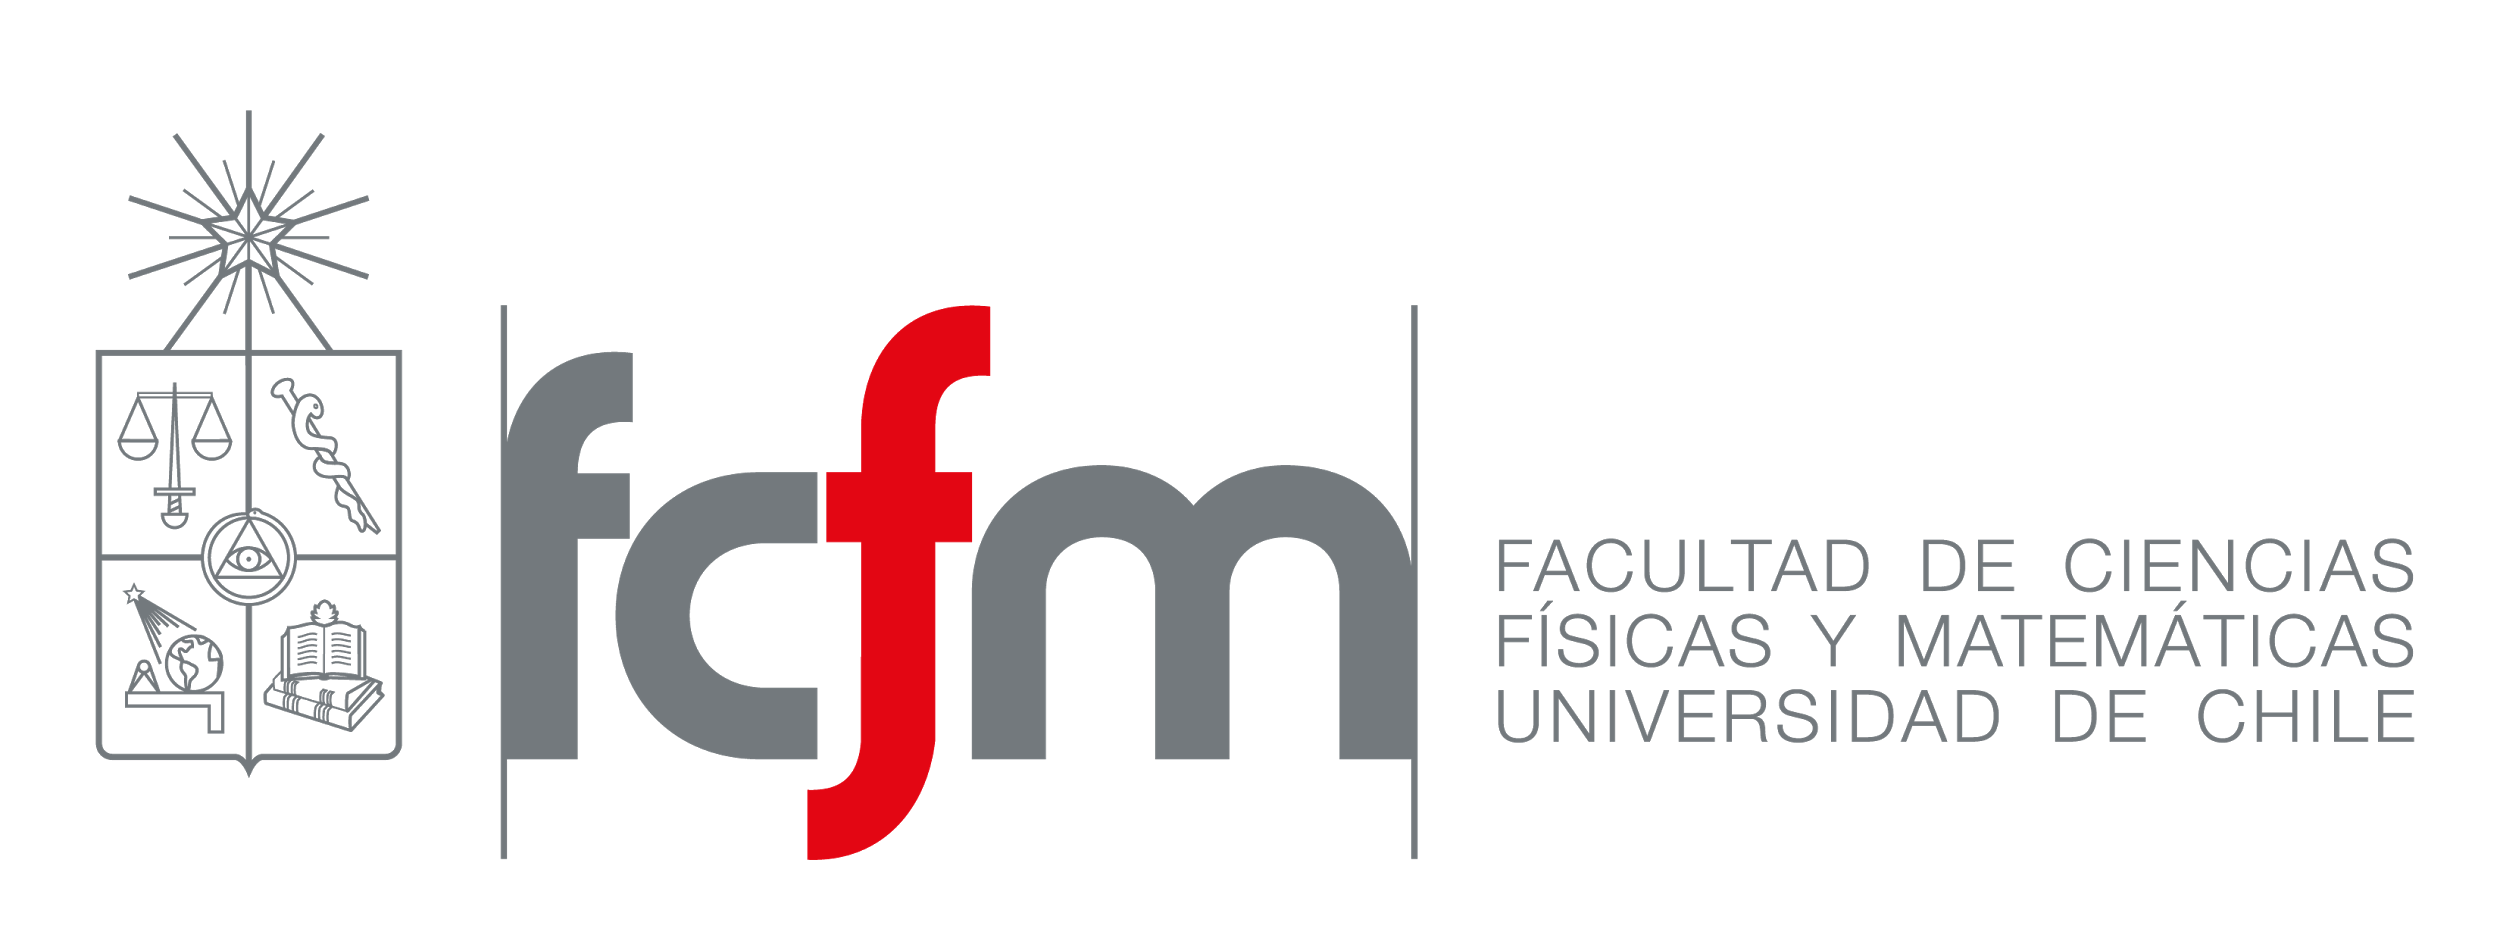 fcfm
FACULTAD DE CIENCIAS
FÍSICAS Y MATEMÁTICAS
UNIVERSIDAD DE CHILE